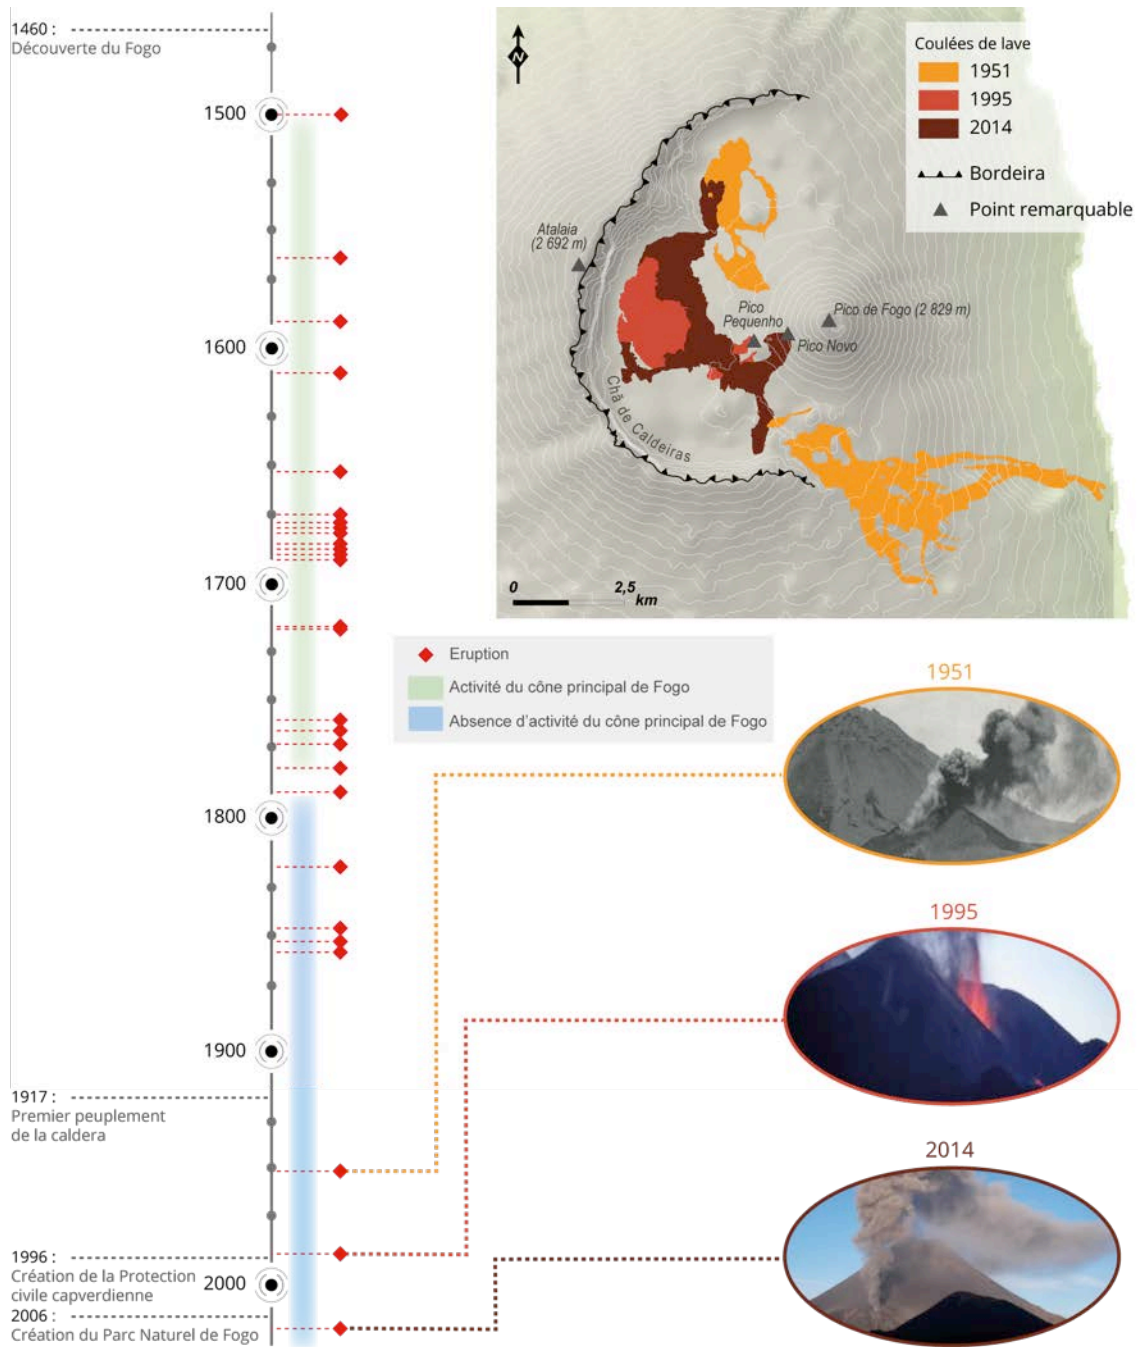 1460 :
Découverte du Fogo
1500
1600
1700
1800
1900
1917 :
Premier peuplement
de la caldera
1996 :
Création de la Protection
civile capverdienne
2000
2006 :
Création du Parc Naturel de Fogo
N
Coulées de lave
1951
1995
2014
Bordeira
Point remarquable
Atalaia
(2 692 m)
Pico
Pequenho
Pico de Fogo (2 829 m)
Pico Novo
Chã de Caldeiras
0 2,5
km
Eruption
Activité du cône principal de Fogo
Absence d'activité du cône principal de Fogo
1951
1995
2014